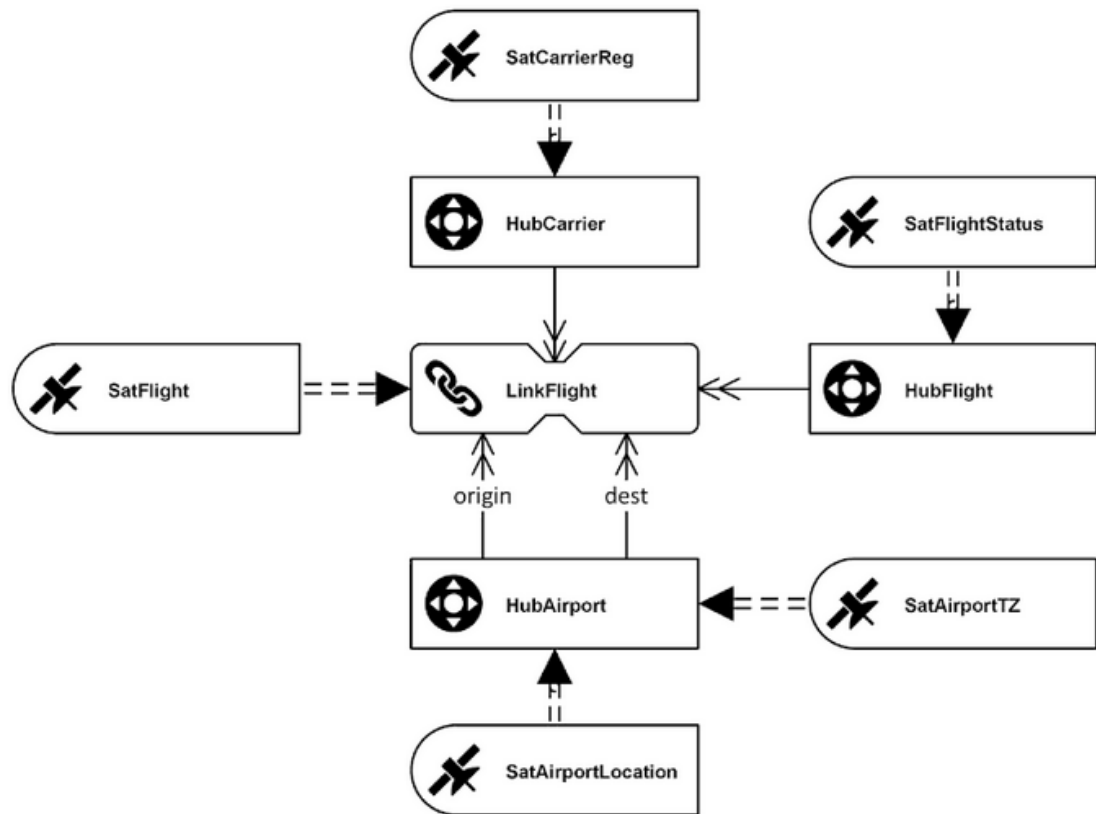 SatCarrierReg
HubCarrier
SatFlightStatus
SatFlight
LinkFlight
HubFlight
origin
dest
HubAirport
SatAirportTZ
SatAirportLocation